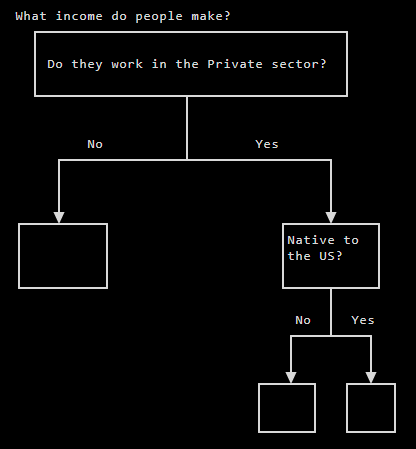 What income do people make?
Do they work in the Private sector?
No
Yes
Native to
the US?
No
Yes